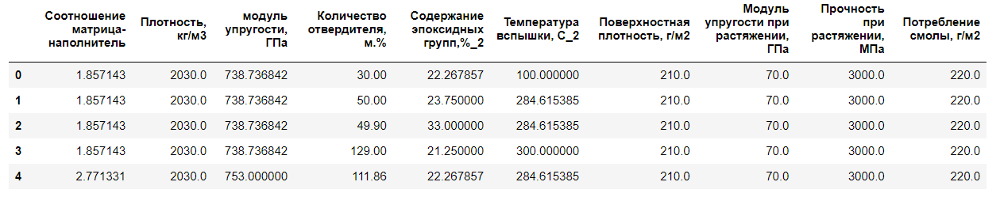 Соотношение матрица-наполнитель Плотность, кг/м3 модуль упругости, ГПа Количество отвердителя, м.% Содержание эпоксидных групп,%_2 Температура вспышки, С_2 Поверхностная плотность, г/м2 Модуль упругости при растяжении, ГПа Прочность при растяжении, МПа Потребление смолы, г/м2
0 1.857143 2030.0 738.736842 30.00 22.267857 100.000000 210.0 70.0 3000.0 220.0
1 1.857143 2030.0 738.736842 50.00 23.750000 284.615385 210.0 70.0 3000.0 220.0
2 1.857143 2030.0 738.736842 49.90 33.000000 284.615385 210.0 70.0 3000.0 220.0
3 1.857143 2030.0 738.736842 129.00 21.250000 300.000000 210.0 70.0 3000.0 220.0
4 2.771331 2030.0 753.000000 111.86 22.267857 284.615385 210.0 70.0 3000.0 220.0